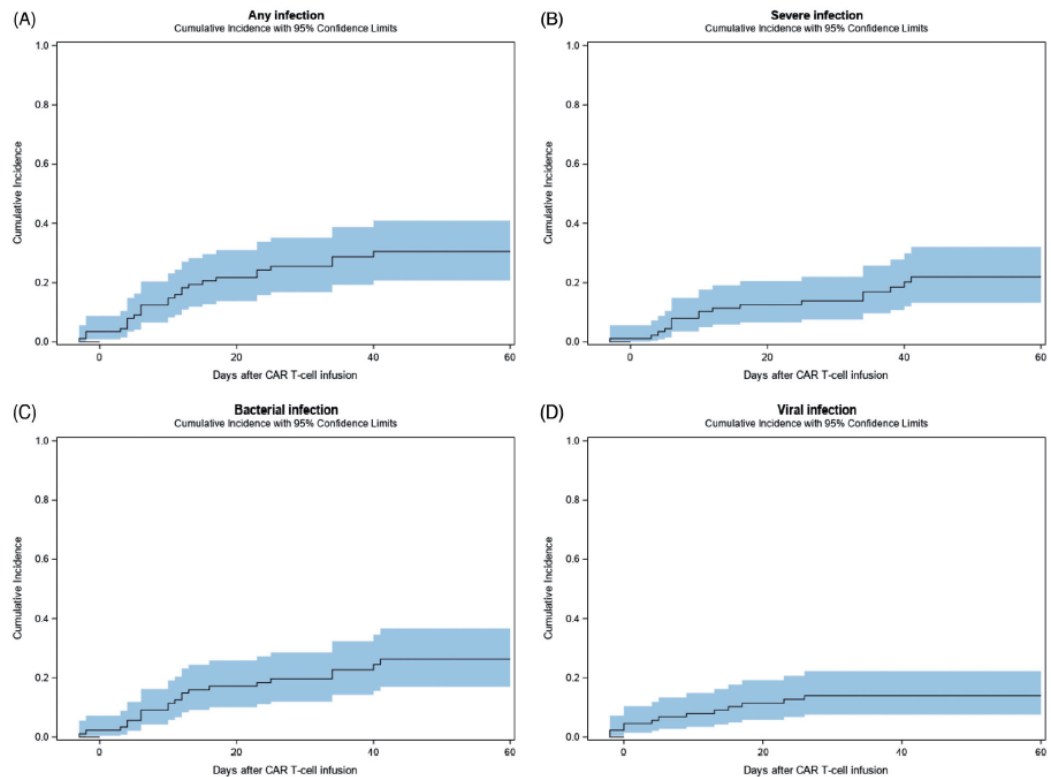 (A)
Any infection
Cumulative Incidence with 95% Confidence Limits
1.0
0.8
0.6
0.4
0.2
0.0
Cumulative Incidence
0
20
40
60
Days after CAR T-cell infusion
(B)
Severe infection
Cumulative Incidence with 95% Confidence Limits
1.0
0.8
0.6
0.4
0.2
0.0
Cumulative Incidence
0
20
40
60
Days after CAR T-cell infusion
(C)
Bacterial infection
Cumulative Incidence with 95% Confidence Limits
1.0
0.8
0.6
0.4
0.2
0.0
Cumulative Incidence
0
20
40
60
Days after CAR T-cell infusion
(D)
Viral infection
Cumulative Incidence with 95% Confidence Limits
1.0
0.8
0.6
0.4
0.2
0.0
Cumulative Incidence
0
20
40
60
Days after CAR T-cell infusion